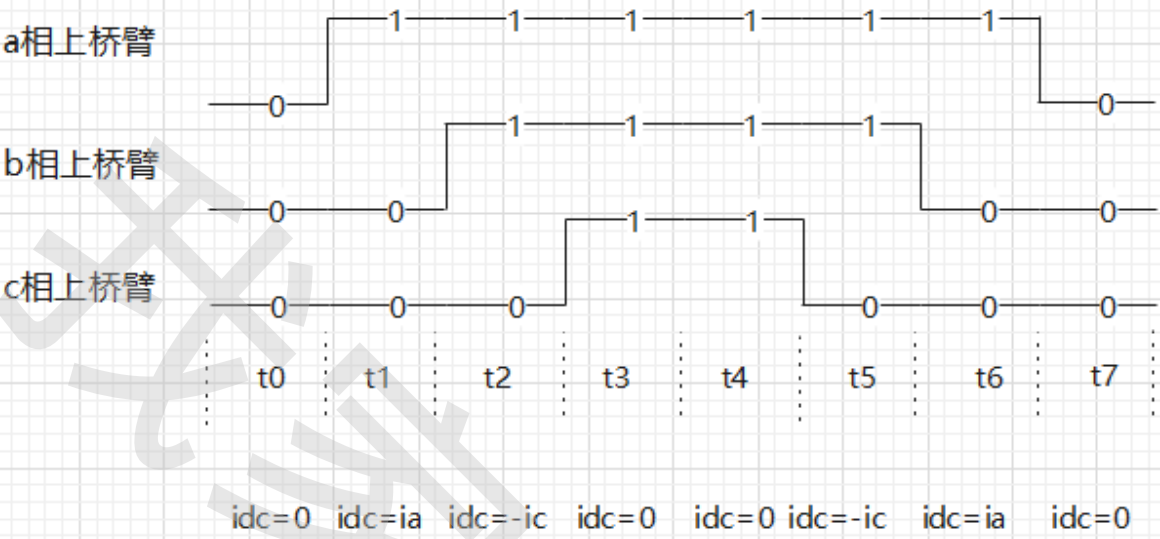 a相上桥臂 0 1 1 1 1 1 1 0
b相上桥臂 0 0 1 1 1 1 0 0
c相上桥臂 0 0 0 1 1 0 0 0
t0 t1 t2 t3 t4 t5 t6 t7
idc=0 idc=ia idc=-ic idc=0 idc=0 idc=-ic idc=ia idc=0